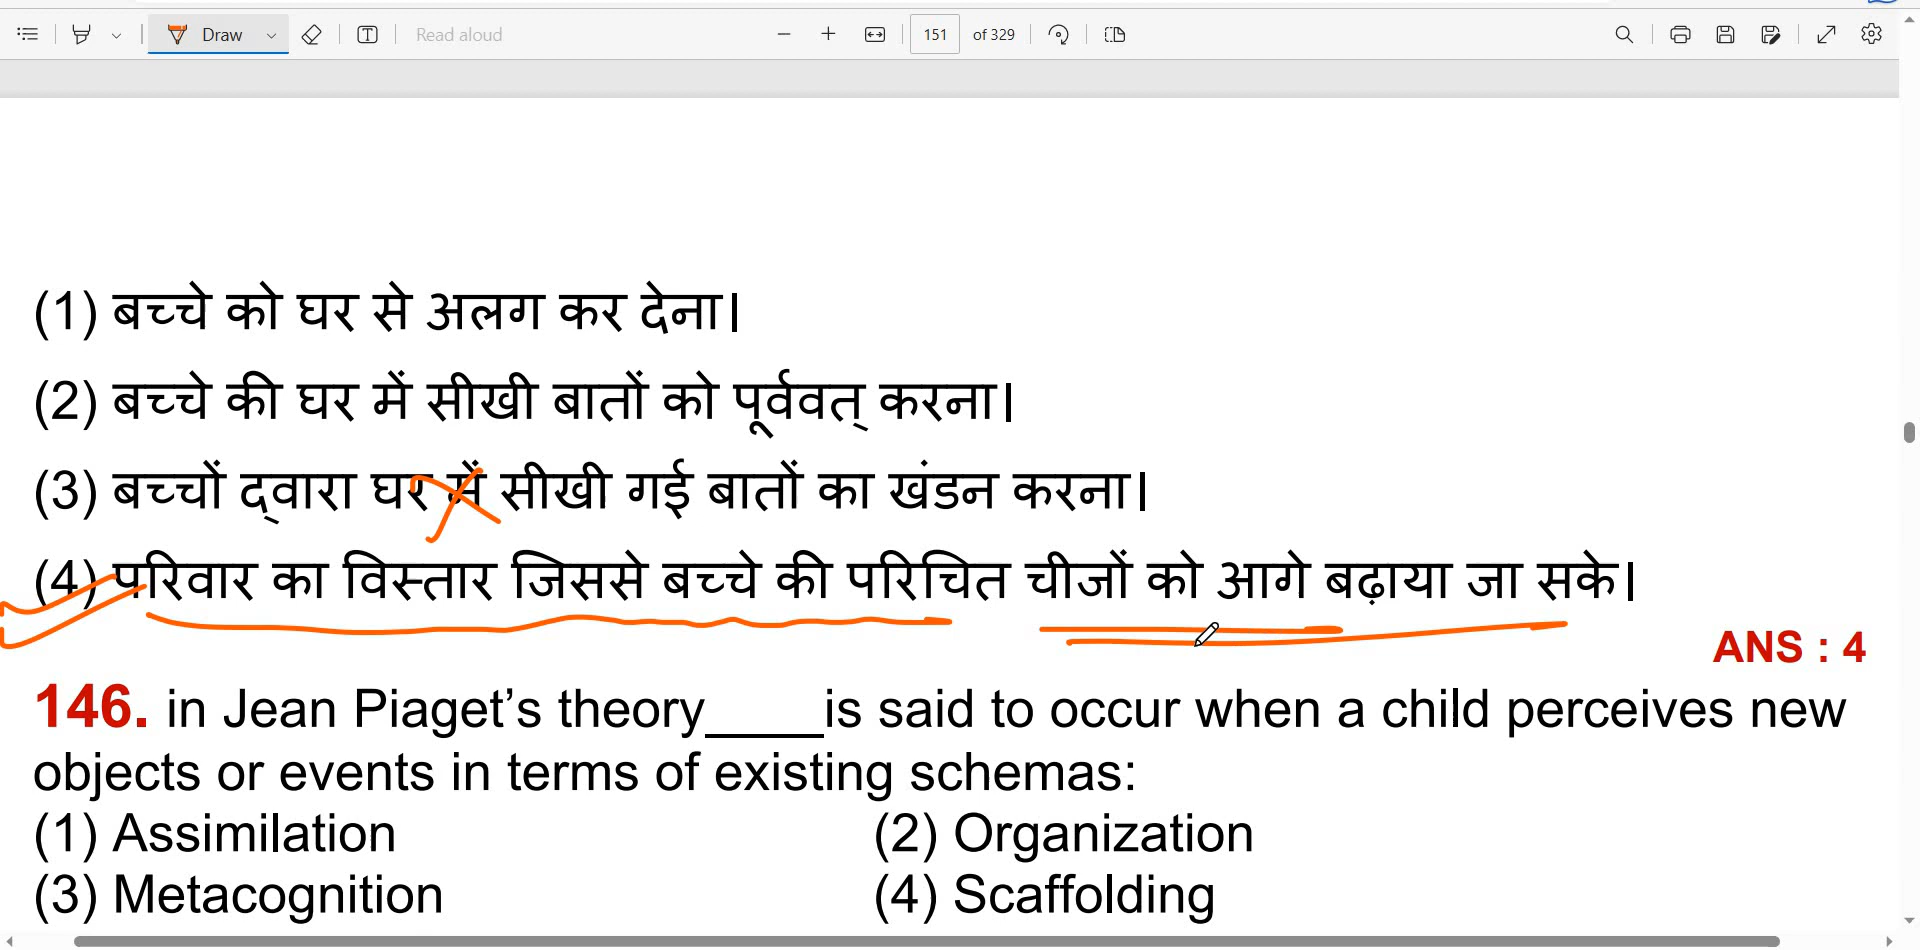 Draw
Read aloud
151 of 329
(1) बच्चे को घर से अलग कर देना।
(2) बच्चे की घर में सीखी बातों को पूर्ववत् करना।
(3) बच्चों द्वारा घर में सीखी गई बातों का खंडन करना।
(4) परिवार का विस्तार जिससे बच्चे की परिचित चीजों को आगे बढ़ाया जा सके।
ANS : 4
146. in Jean Piaget’s theory_____is said to occur when a child perceives new
objects or events in terms of existing schemas:
(1) Assimilation (2) Organization
(3) Metacognition (4) Scaffolding